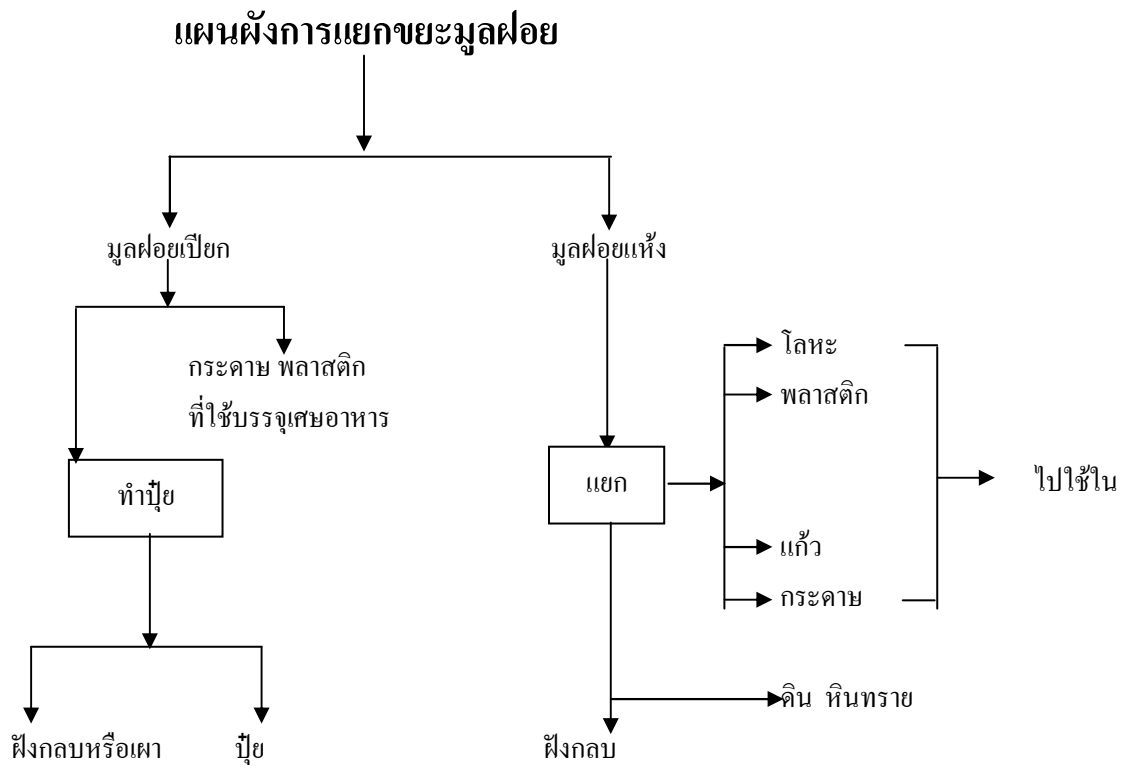 แผนผังการแยกขยะมูลฝอย
มูลฝอยเปียก
มูลฝอยแห้ง
กระดาษ พลาสติก
ที่ใช้บรรจุเศษอาหาร
ทำปุ๋ย
แยก
โลหะ
พลาสติก
แก้ว
กระดาษ
ไปใช้ใน
ดิน หินทราย
ฝังกลบหรือเผา
ปุ๋ย
ฝังกลบ